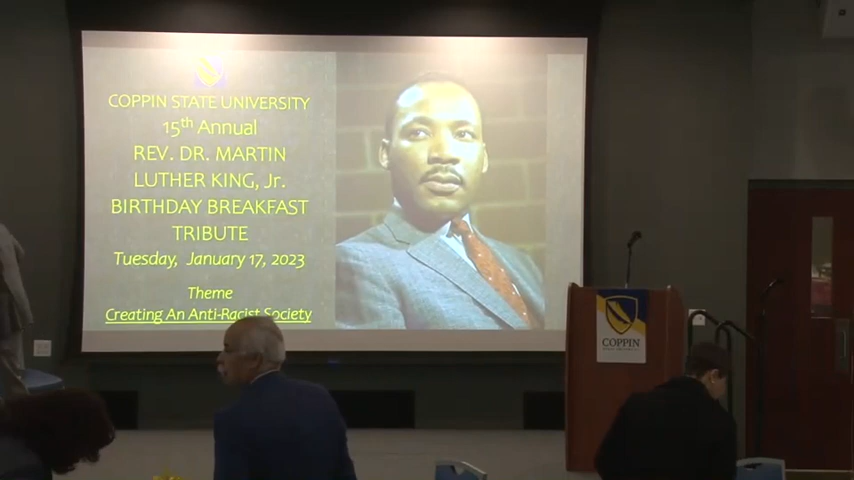 COPPIN STATE UNIVERSITY
15th Annual
REV. DR. MARTIN
LUTHER KING, Jr.
BIRTHDAY BREAKFAST
TRIBUTE
Tuesday, January 17, 2023
Theme
Creating An Anti-Racist Society
COPPIN